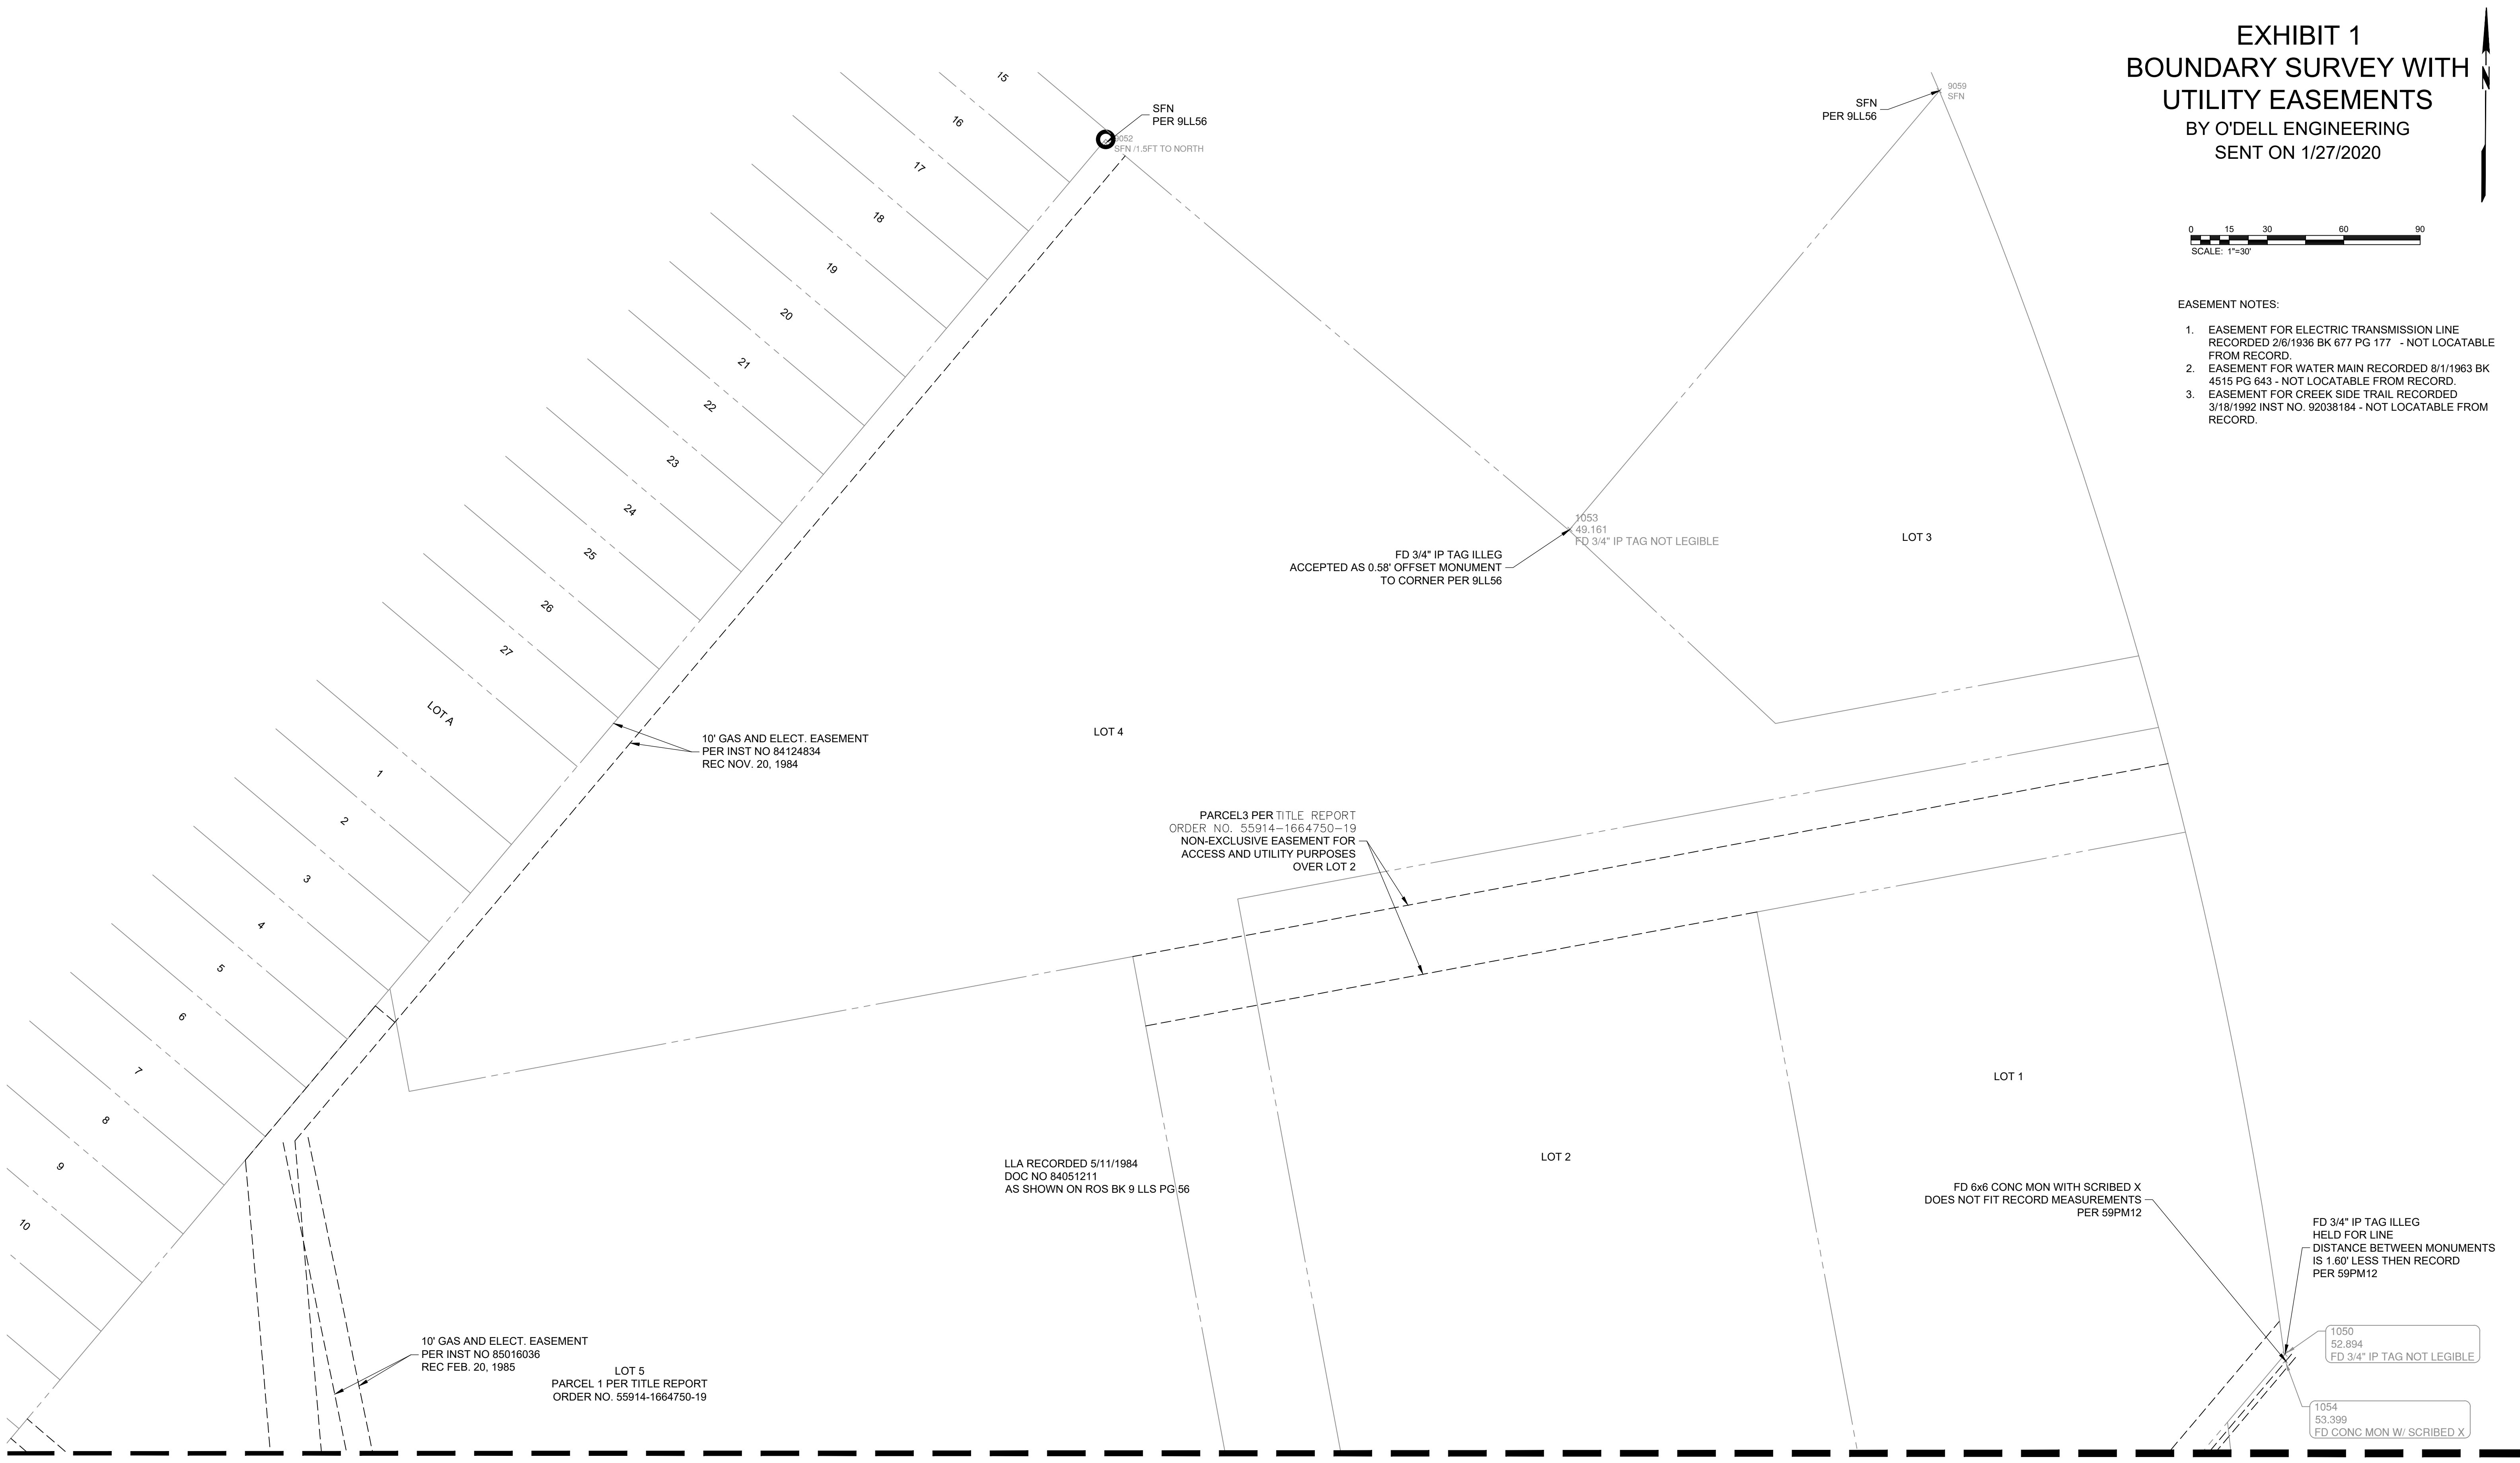 EXHIBIT 1
BOUNDARY SURVEY WITH
UTILITY EASEMENTS
BY O'DELL ENGINEERING
SENT ON 1/27/2020
N
0 15 30 60 90
SCALE: 1"=30'
EASEMENT NOTES:
1. EASEMENT FOR ELECTRIC TRANSMISSION LINE
RECORDED 2/6/1936 BK 677 PG 177 - NOT LOCATABLE
FROM RECORD.
2. EASEMENT FOR WATER MAIN RECORDED 8/1/1963 BK
4515 PG 643 - NOT LOCATABLE FROM RECORD.
3. EASEMENT FOR CREEK SIDE TRAIL RECORDED
3/18/1992 INST NO. 92038184 - NOT LOCATABLE FROM
RECORD.
15
16
17
18
19
20
21
22
23
24
25
26
27
LOT A
1
2
3
4
5
6
7
8
9
10
SFN
PER 9LL56
9052
SFN /1.5FT TO NORTH
SFN
PER 9LL56
9059
SFN
1053
49.161
FD 3/4" IP TAG NOT LEGIBLE
FD 3/4" IP TAG ILLEG
ACCEPTED AS 0.58' OFFSET MONUMENT
TO CORNER PER 9LL56
LOT 3
10' GAS AND ELECT. EASEMENT
PER INST NO 84124834
REC NOV. 20, 1984
LOT 4
PARCEL3 PER TITLE REPORT
ORDER NO. 55914-1664750-19
NON-EXCLUSIVE EASEMENT FOR
ACCESS AND UTILITY PURPOSES
OVER LOT 2
LOT 1
LOT 2
LLA RECORDED 5/11/1984
DOC NO 84051211
AS SHOWN ON ROS BK 9 LLS PG 56
FD 6x6 CONC MON WITH SCRIBED X
DOES NOT FIT RECORD MEASUREMENTS
PER 59PM12
FD 3/4" IP TAG ILLEG
HELD FOR LINE
DISTANCE BETWEEN MONUMENTS
IS 1.60' LESS THEN RECORD
PER 59PM12
1050
52.894
FD 3/4" IP TAG NOT LEGIBLE
1054
53.399
FD CONC MON W/ SCRIBED X
10' GAS AND ELECT. EASEMENT
PER INST NO 85016036
REC FEB. 20, 1985
LOT 5
PARCEL 1 PER TITLE REPORT
ORDER NO. 55914-1664750-19